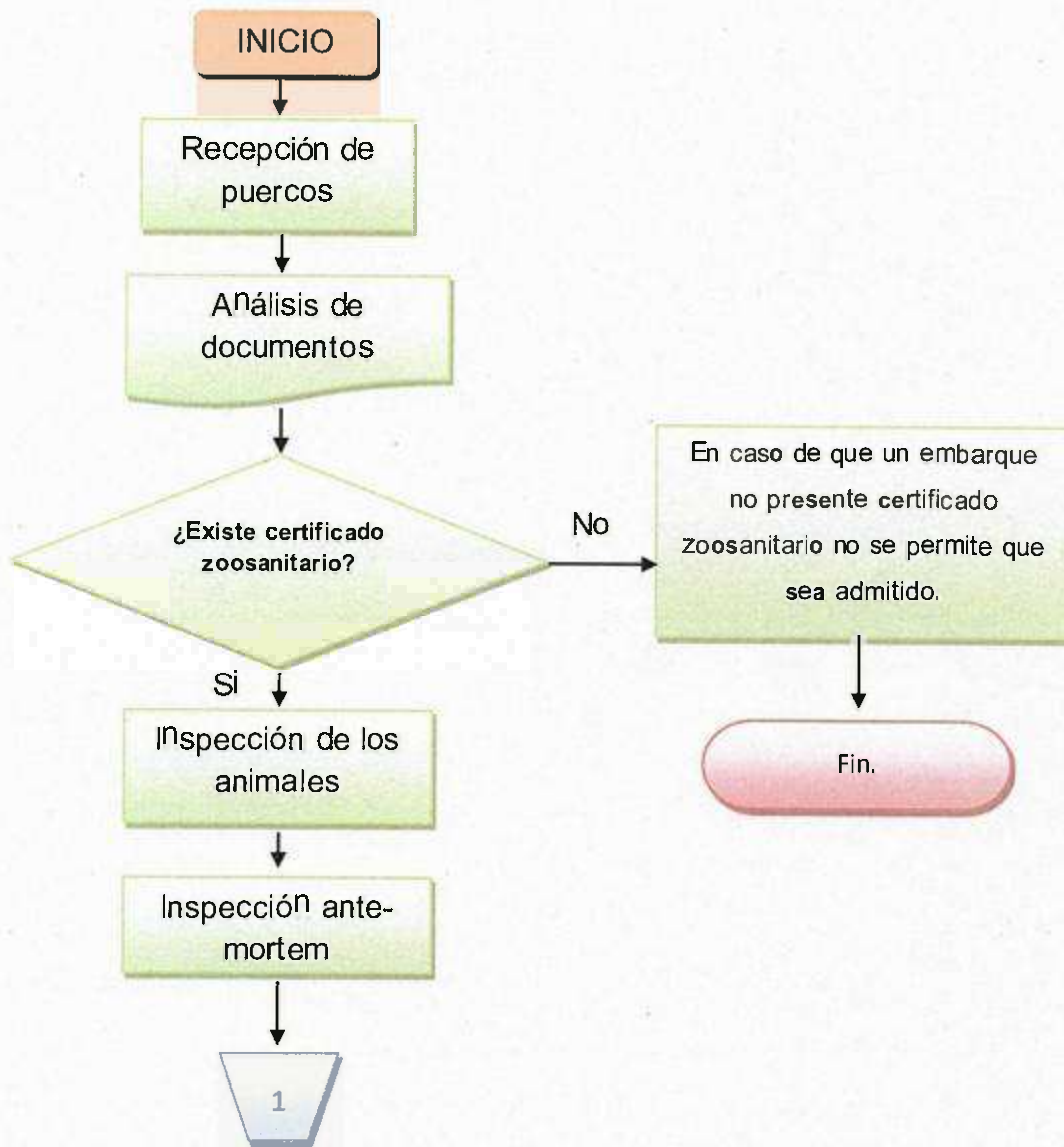 INICIO
Recepción de
puercos
Análisis de
documentos
¿Existe certificado
zoosanitario?
No
En caso de que un embarque
no presente certificado
zoosanitario no se permite que
sea admitido.
Si
Inspección de los
animales
Fin.
Inspección ante-
mortem
1